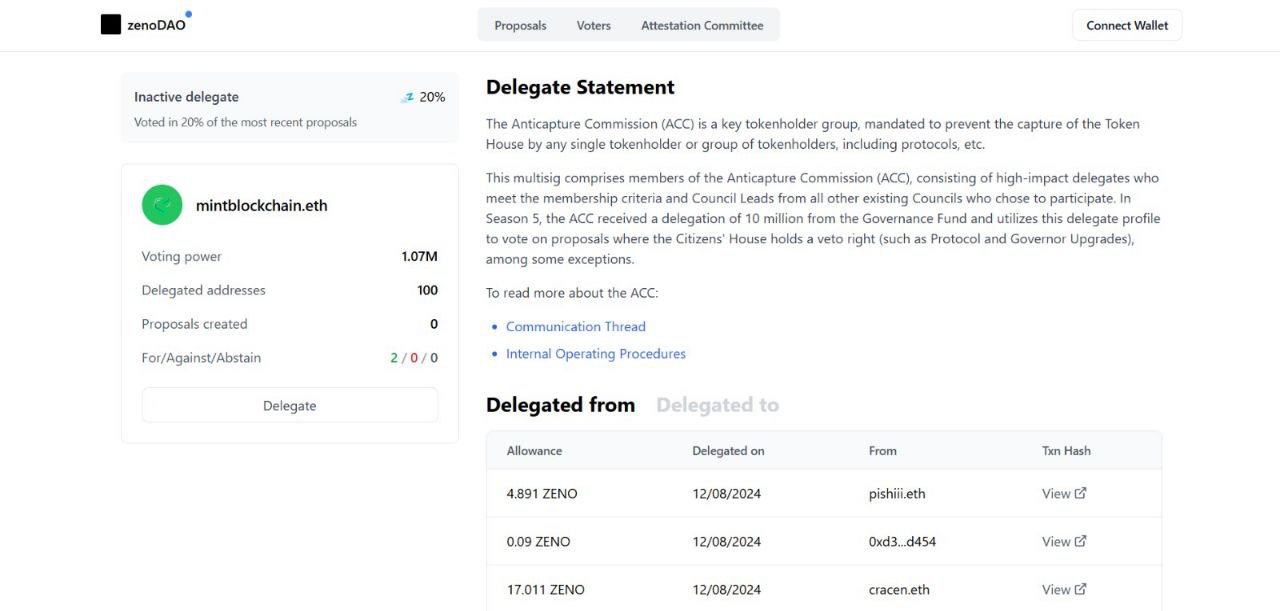 zenoDAO
Proposals Voters Attestation Committee
Connect Wallet
Inactive delegate 20%
Voted in 20% of the most recent proposals
mintblockchain.eth
Voting power 1.07M
Delegated addresses 100
Proposals created 0
For/Against/Abstain 2 / 0 / 0
Delegate
Delegate Statement
The Anticapture Commission (ACC) is a key tokenholder group, mandated to prevent the capture of the Token
House by any single tokenholder or group of tokenholders, including protocols, etc.
This multisig comprises members of the Anticapture Commission (ACC), consisting of high-impact delegates who
meet the membership criteria and Council Leads from all other existing Councils who chose to participate. In
Season 5, the ACC received a delegation of 10 million from the Governance Fund and utilizes this delegate profile
to vote on proposals where the Citizens' House holds a veto right (such as Protocol and Governor Upgrades),
among some exceptions.
To read more about the ACC:
• Communication Thread
• Internal Operating Procedures
Delegated from Delegated to
Allowance Delegated on From Txn Hash
4.891 ZENO 12/08/2024 pishiii.eth View
0.09 ZENO 12/08/2024 0xd3...d454 View
17.011 ZENO 12/08/2024 cracen.eth View